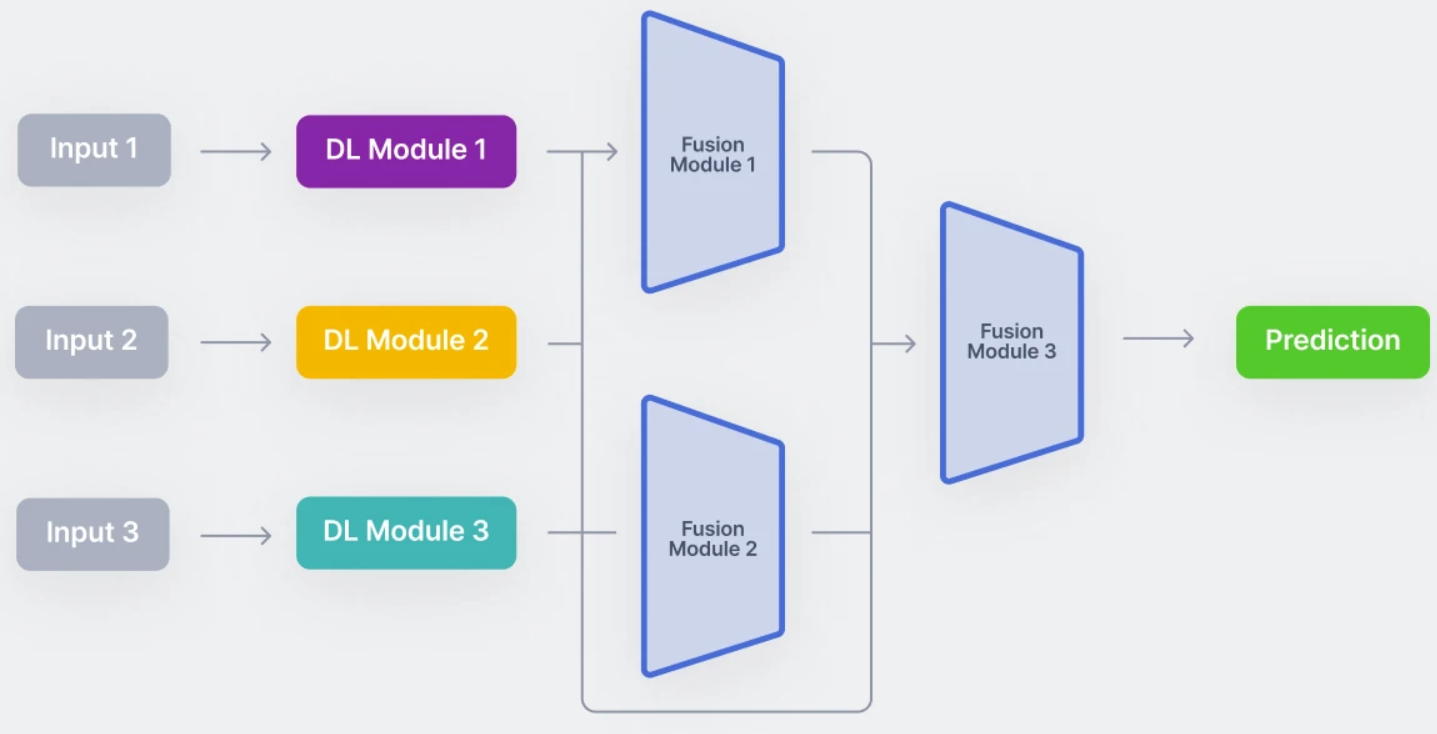 Input 1
DL Module 1
Fusion
Module 1
Input 2
DL Module 2
Fusion
Module 3
Prediction
Input 3
DL Module 3
Fusion
Module 2